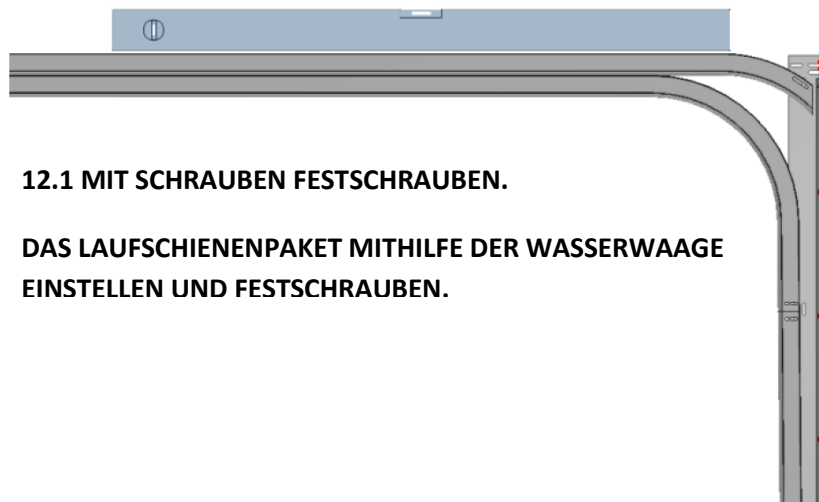 12.1 MIT SCHRAUBEN FESTSCHRAUBEN.
DAS LAUFSCHIENENPAKET MITHILFE DER WASSERWAAGE
EINSTELLEN UND FESTSCHRAUBEN.